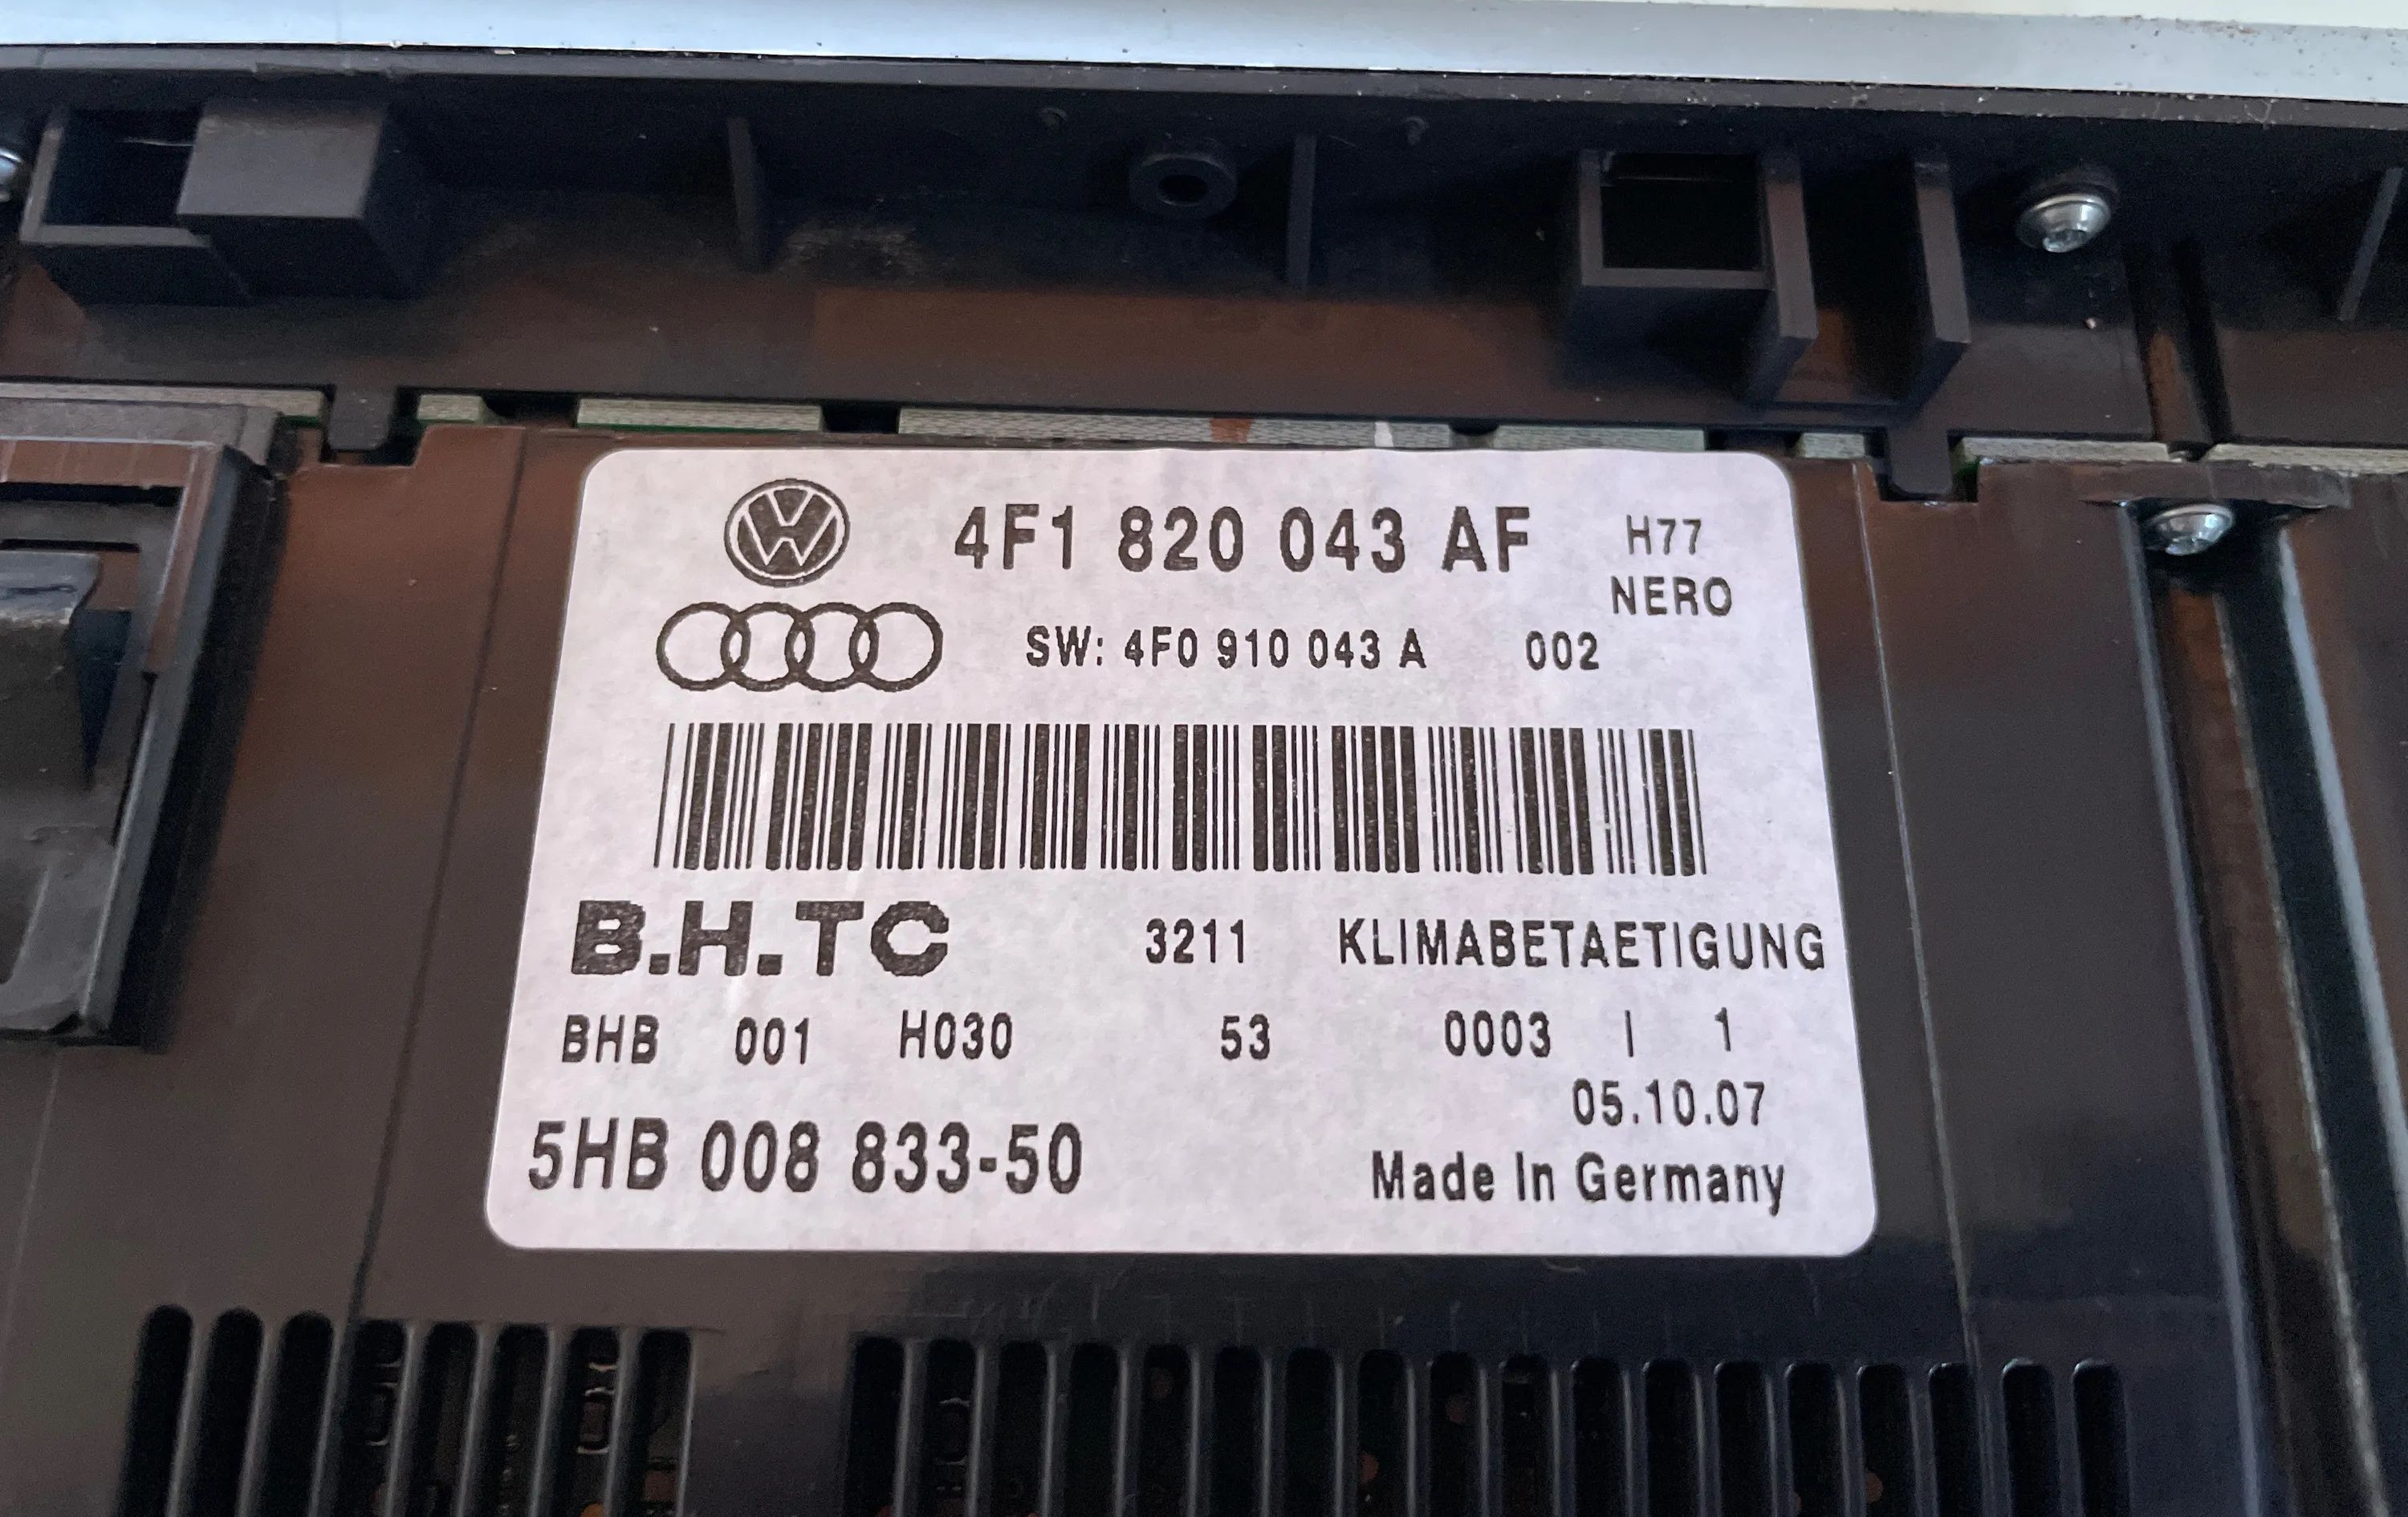 4F1 820 043 AF H77
NERO
SW: 4F0 910 043 A 002
B.H.TC 3211 KLIMABETAETIGUNG
BHB 001 H030 53 0003 | 1
05.10.07
5HB 008 833-50
Made In Germany